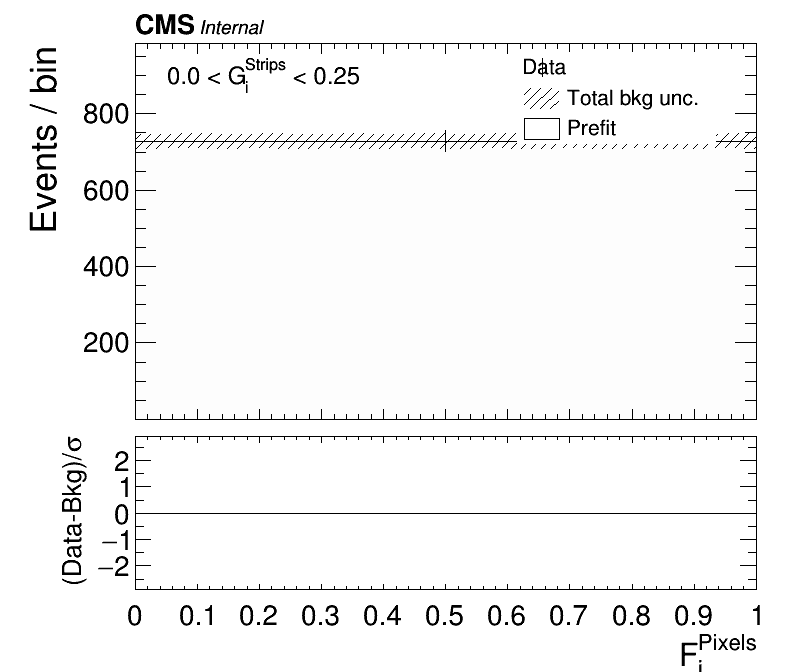 CMS Internal
Events / bin
0.0 < G_i^Strips < 0.25
Data
Total bkg unc.
Prefit
800
600
400
200
(Data-Bkg)/σ
2
1
0
−1
−2
0 0.1 0.2 0.3 0.4 0.5 0.6 0.7 0.8 0.9 1
F_i^Pixels